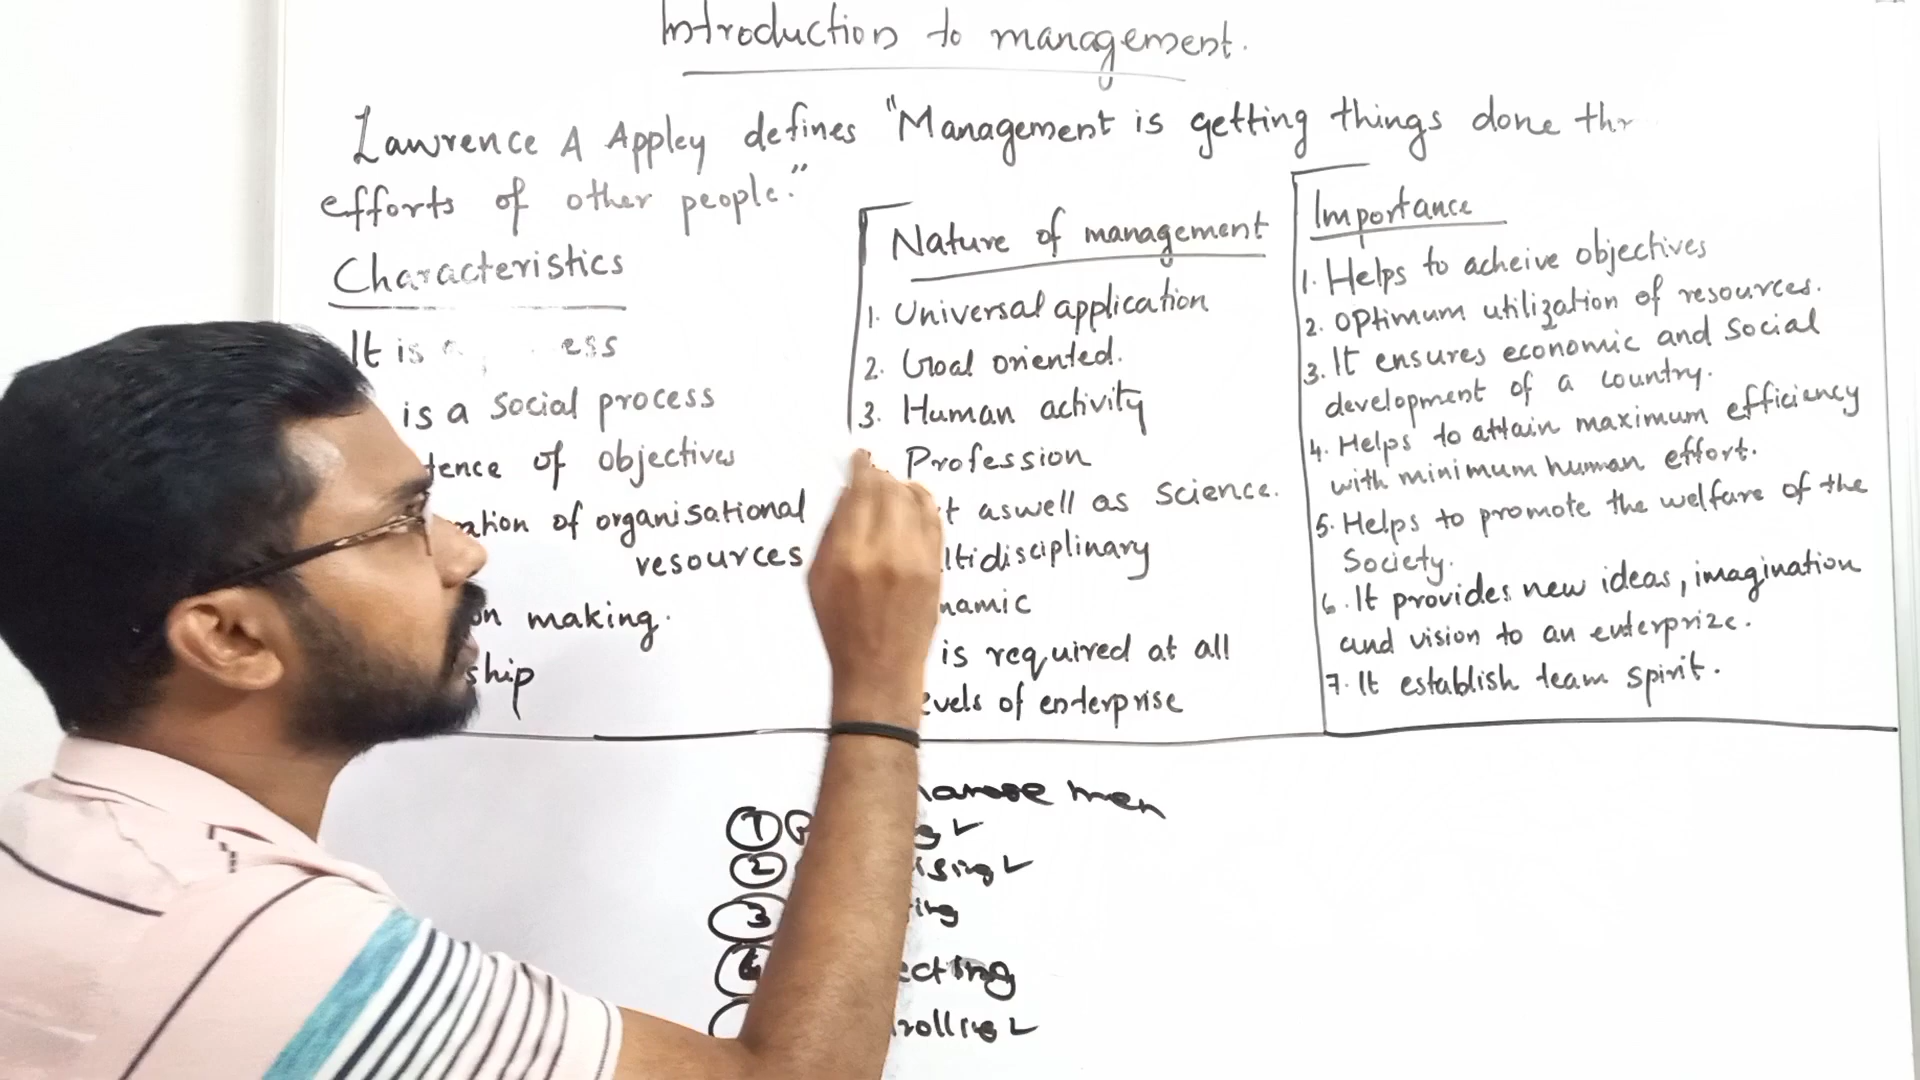 Introduction to management.
Lawrence A Appley defines "Management is getting things done thr
efforts of other people."
Characteristics
It is
is a Social process
of objectives
of organisational
resources
making.
Nature of management
1. Universal application
2. Goal oriented.
3. Human activity
Profession
aswell as Science.
is required at all
of enterprise
Importance
1. Helps to acheive objectives
2. optimum utilization of resources.
3. It ensures economic and social
development of a country.
4. Helps to attain maximum efficiency
with minimum human effort.
5. Helps to promote the welfare of the
Society.
6. It provides new ideas, imagination
and vision to an enterprize.
7. It establish team spirit.
1
2
3